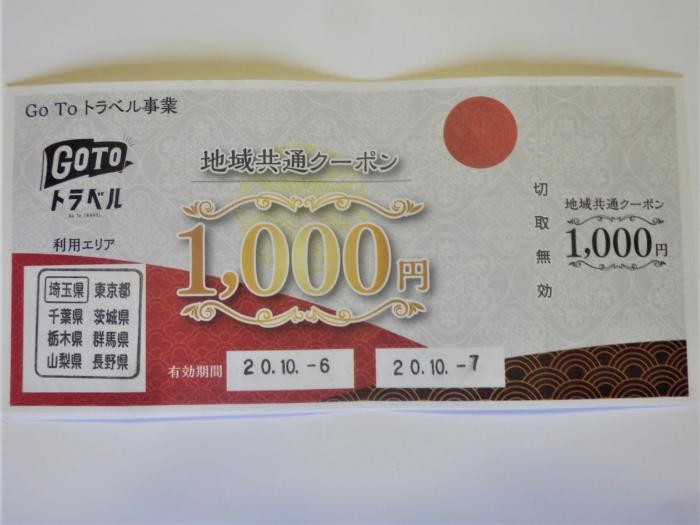 Go To トラベル事業
GOTO
トラベル
Go To TRAVEL
利用エリア
埼玉県 東京都
千葉県 茨城県
栃木県 群馬県
山梨県 長野県
地域共通クーポン
1,000円
有効期間 20.10.-6 20.10.-7
切取無効
地域共通クーポン
1,000円